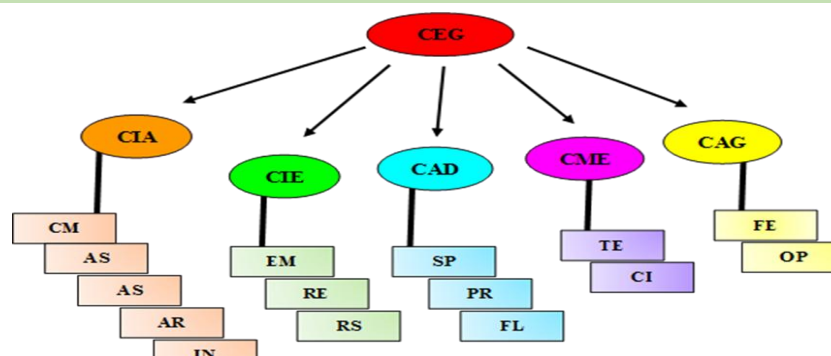 CEG
CIA
CIE
CAD
CME
CAG
CM
AS
AS
AR
IN
EM
RE
RS
SP
PR
FL
TE
CI
FE
OP